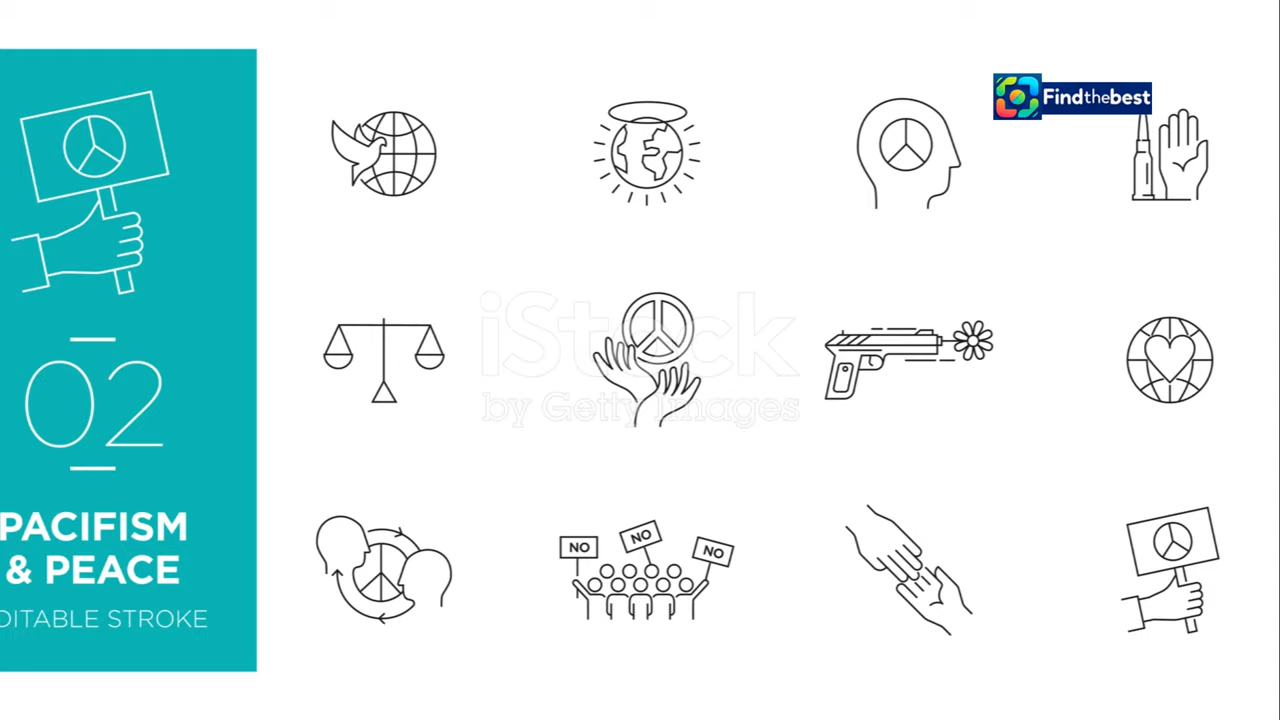 Findthebest
02
PACIFISM
& PEACE
DITABLE STROKE
iStock
by Getty Images
NO
NO
NO